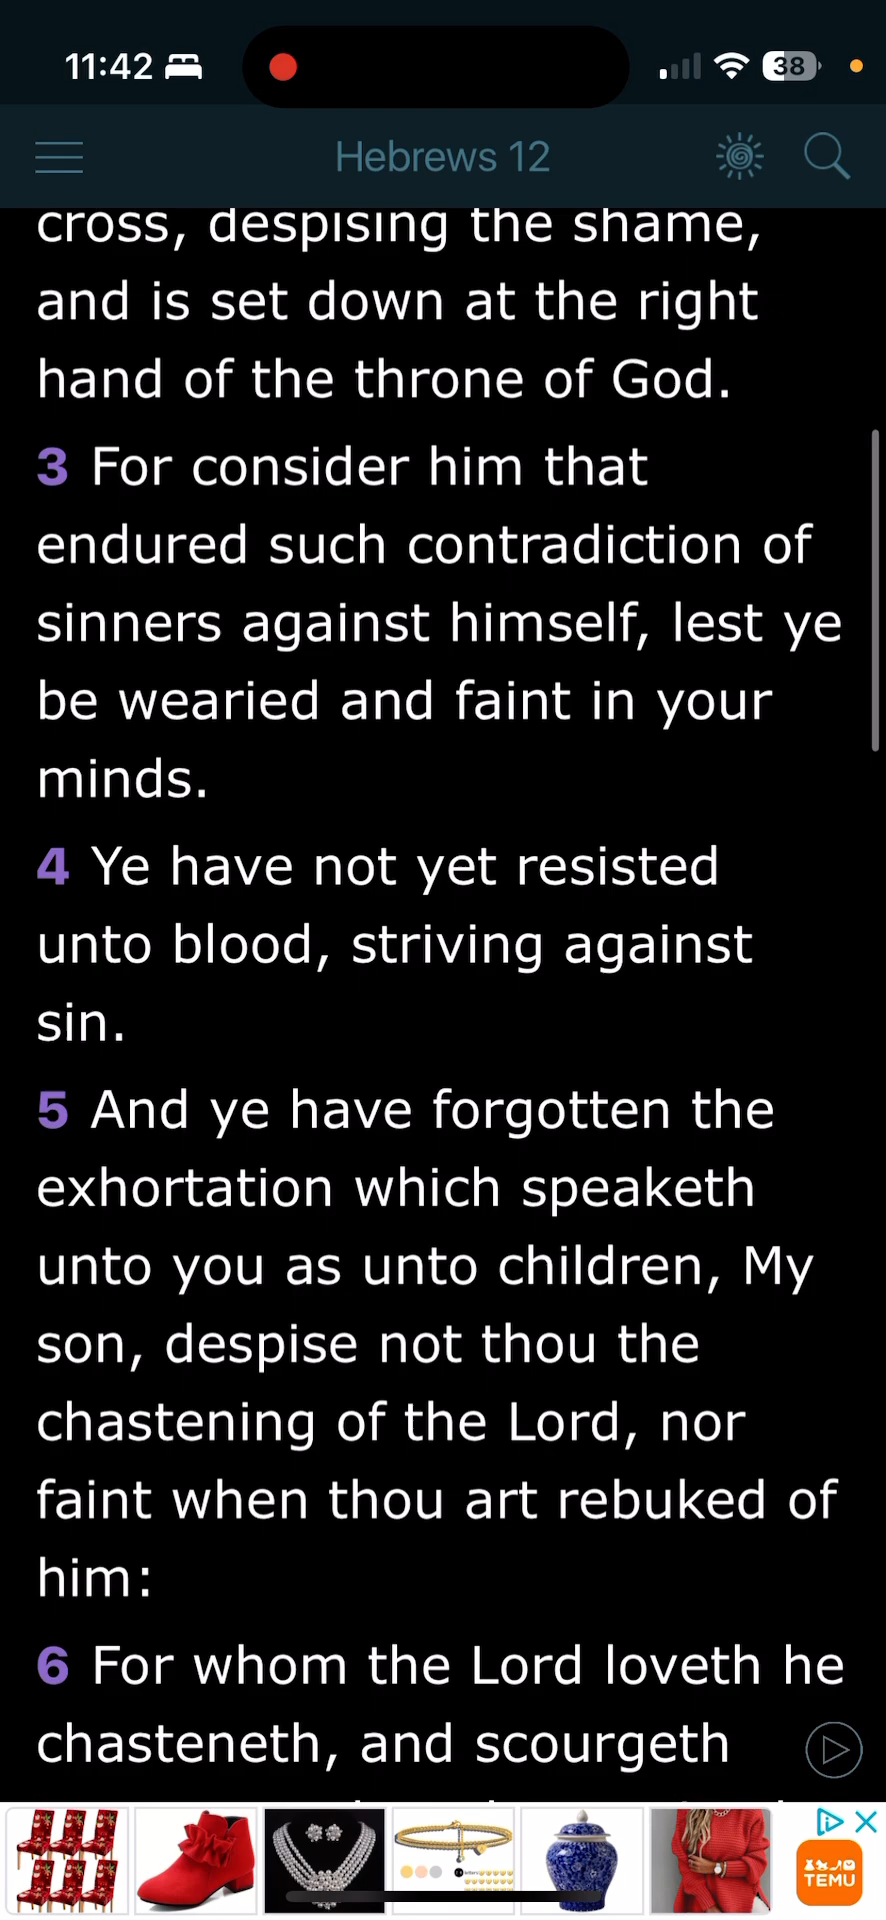 11:42
38
Hebrews 12
cross, despising the shame,
and is set down at the right
hand of the throne of God.
3 For consider him that
endured such contradiction of
sinners against himself, lest ye
be wearied and faint in your
minds.
4 Ye have not yet resisted
unto blood, striving against
sin.
5 And ye have forgotten the
exhortation which speaketh
unto you as unto children, My
son, despise not thou the
chastening of the Lord, nor
faint when thou art rebuked of
him:
6 For whom the Lord loveth he
chasteneth, and scourgeth
TEMU